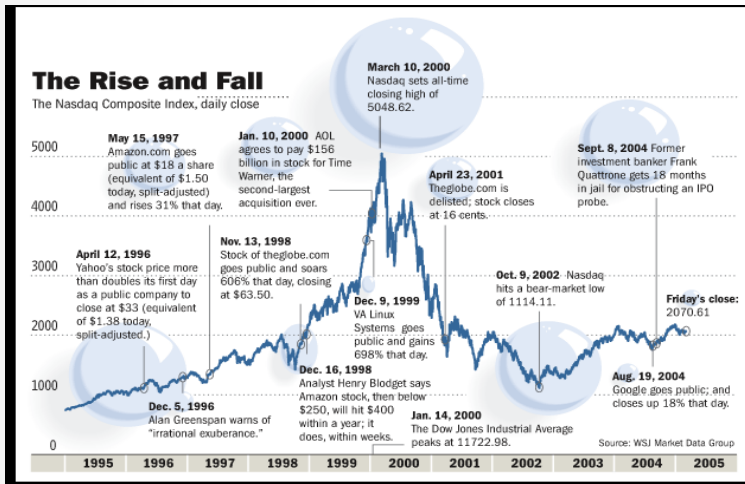 The Rise and Fall
The Nasdaq Composite Index, daily close
March 10, 2000
Nasdaq sets all-time
closing high of
5048.62.
May 15, 1997
Amazon.com goes
public at $18 a share
(equivalent of $1.50
today, split-adjusted)
and rises 31% that day.
Jan. 10, 2000 AOL
agrees to pay $156
billion in stock for Time
Warner, the
second-largest
acquisition ever.
April 23, 2001
Theglobe.com is
delisted; stock closes
at 16 cents.
Sept. 8, 2004 Former
investment banker Frank
Quattrone gets 18 months
in jail for obstructing an IPO
probe.
April 12, 1996
Yahoo's stock price more
than doubles its first day
as a public company to
close at $33 (equivalent
of $1.38 today,
split-adjusted.)
Nov. 13, 1998
Stock of theglobe.com
goes public and soars
606% that day, closing
at $63.50.
Dec. 9, 1999
VA Linux
Systems goes
public and gains
698% that day.
Oct. 9, 2002 Nasdaq
hits a bear-market low
of 1114.11.
Friday's close:
2070.61
Dec. 5, 1996
Alan Greenspan warns of
"irrational exuberance."
Dec. 16, 1998
Analyst Henry Blodget says
Amazon stock, then below
$250, will hit $400
within a year; it
does, within weeks.
Jan. 14, 2000
The Dow Jones Industrial Average
peaks at 11722.98.
Aug. 19, 2004
Google goes public; and
closes up 18% that day.
Source: WSJ Market Data Group
5000
4000
3000
2000
1000
0
1995 1996 1997 1998 1999 2000 2001 2002 2003 2004 2005